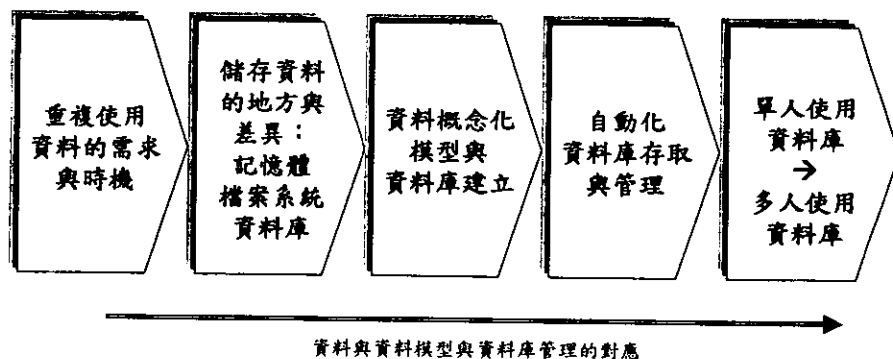 重複使用
資料的需求
與時機
儲存資料
的地方與
差異：
記憶體
檔案系統
資料庫
資料概念化
模型與
資料庫建立
自動化
資料庫存取
與管理
單人使用
資料庫
→
多人使用
資料庫
資料與資料模型與資料庫管理的對應